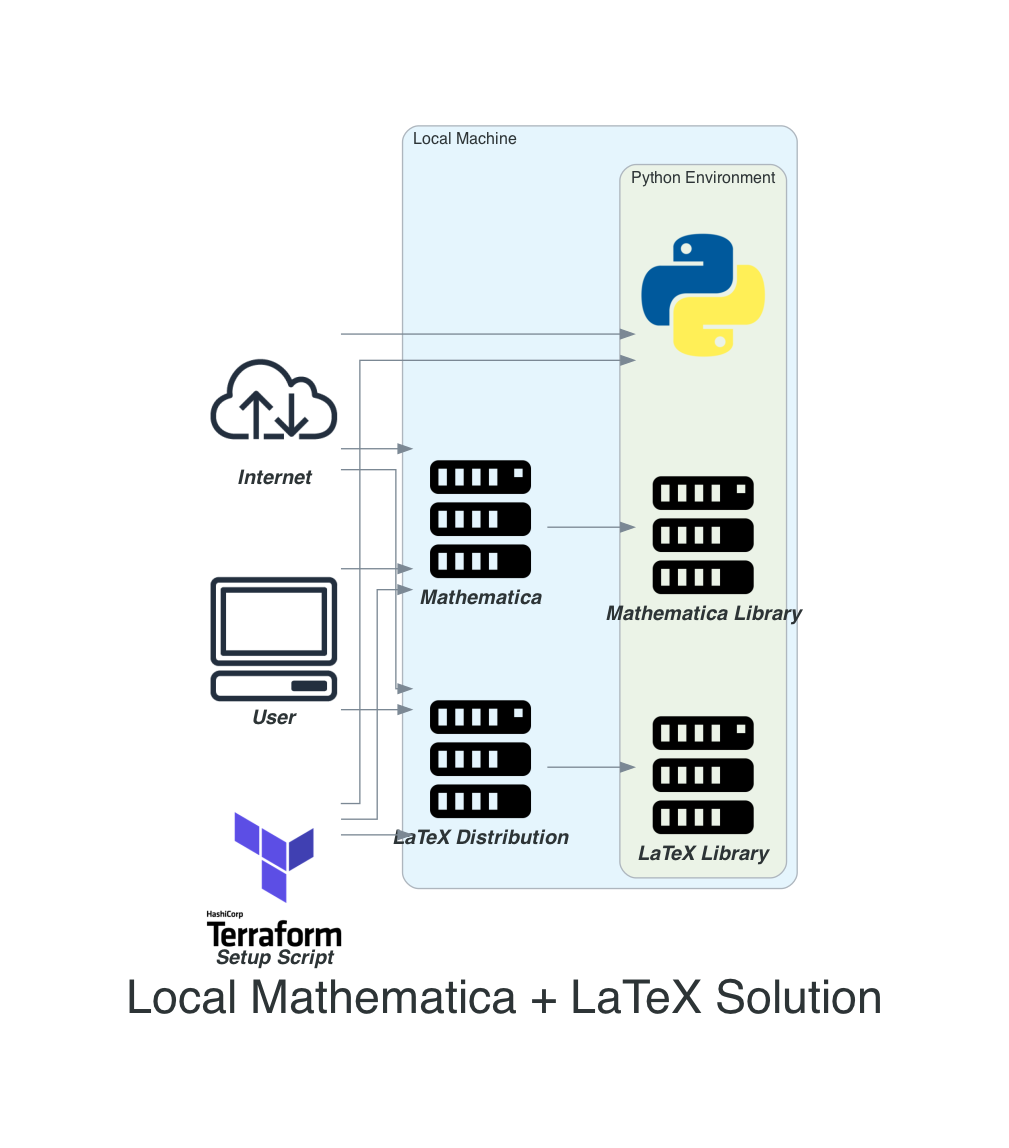 Local Machine
Python Environment
Internet
Mathematica
Mathematica Library
User
LaTeX Distribution
LaTeX Library
HashiCorp
Terraform
Setup Script
Local Mathematica + LaTeX Solution